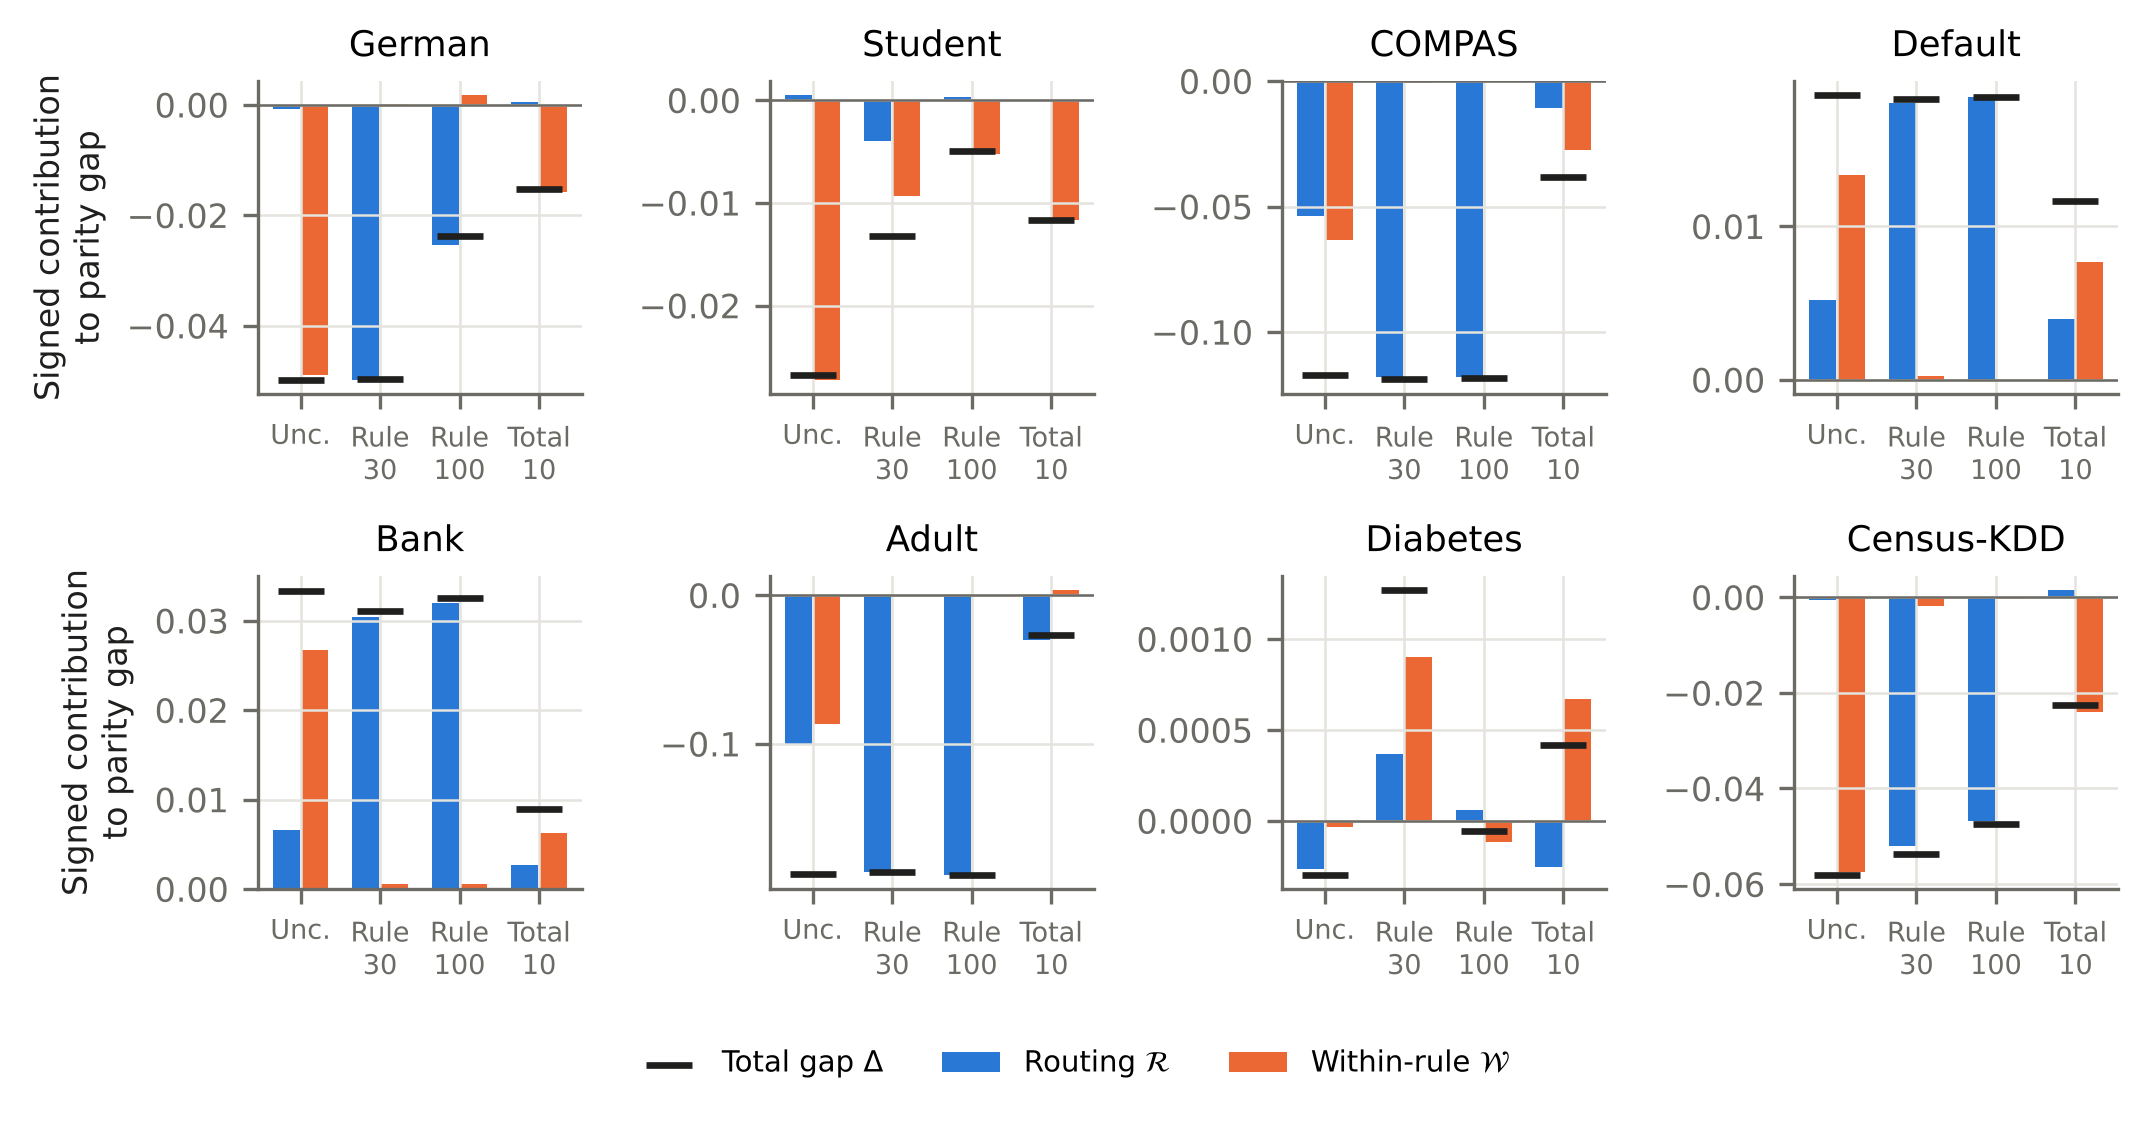 German
Student
COMPAS
Default
Signed contribution
to parity gap
0.00
−0.02
−0.04
0.00
−0.01
−0.02
0.00
−0.05
−0.10
0.01
0.00
Unc.
Rule
30
Rule
100
Total
10
Unc.
Rule
30
Rule
100
Total
10
Unc.
Rule
30
Rule
100
Total
10
Unc.
Rule
30
Rule
100
Total
10
Bank
Adult
Diabetes
Census-KDD
Signed contribution
to parity gap
0.03
0.02
0.01
0.00
0.0
−0.1
0.0010
0.0005
0.0000
0.00
−0.02
−0.04
−0.06
Unc.
Rule
30
Rule
100
Total
10
Unc.
Rule
30
Rule
100
Total
10
Unc.
Rule
30
Rule
100
Total
10
Unc.
Rule
30
Rule
100
Total
10
Total gap Δ
Routing ℛ
Within-rule 𝒲